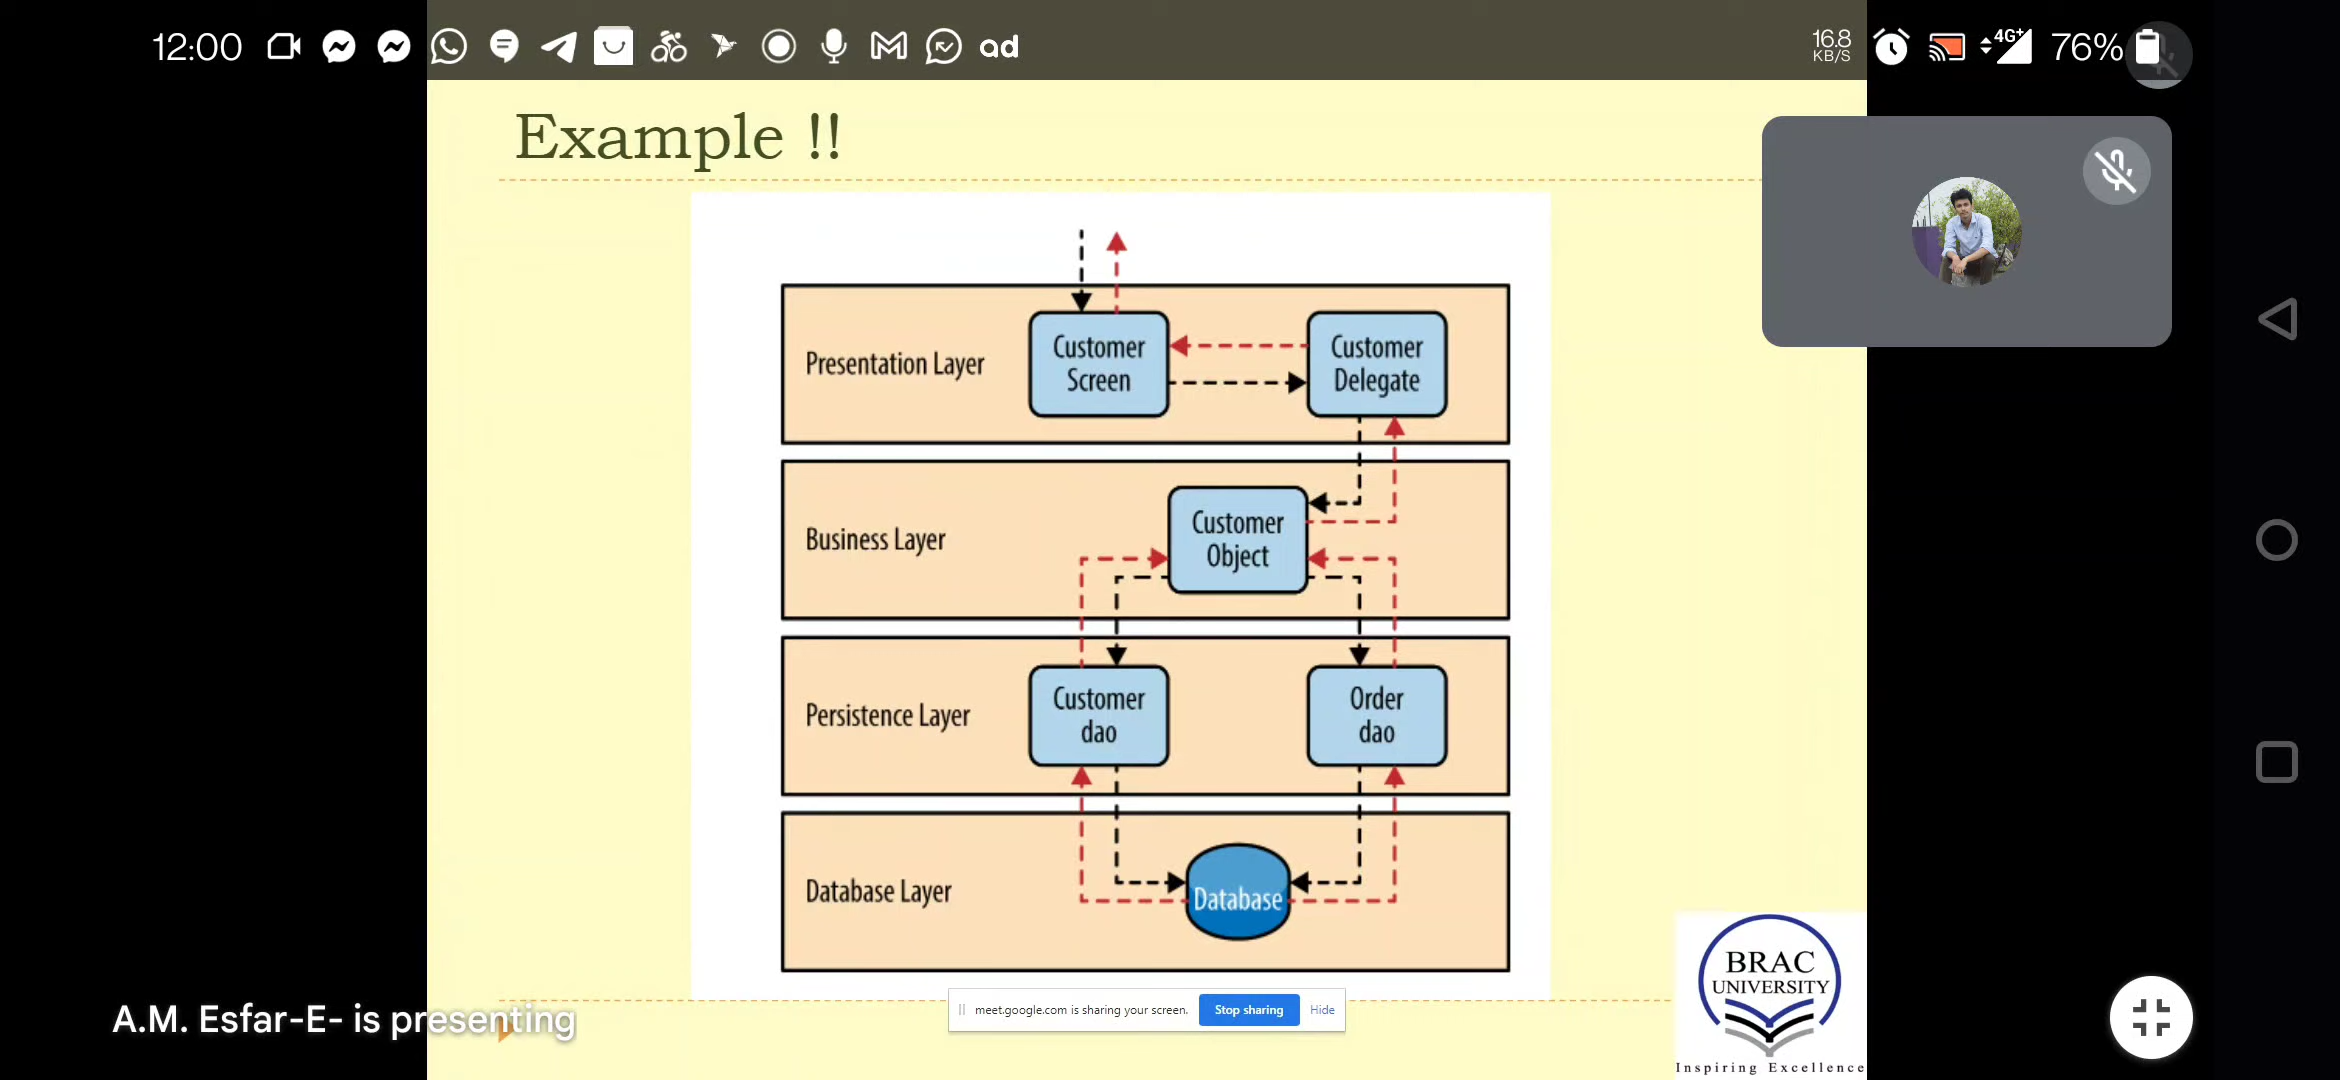 12:00
ad
16.8
KB/S
4G+
76%
Example !!
Presentation Layer
Customer
Screen
Customer
Delegate
Business Layer
Customer
Object
Persistence Layer
Customer
dao
Order
dao
Database Layer
Database
A.M. Esfar-E- is presenting
meet.google.com is sharing your screen.
Stop sharing
Hide
BRAC
UNIVERSITY
Inspiring Excellence